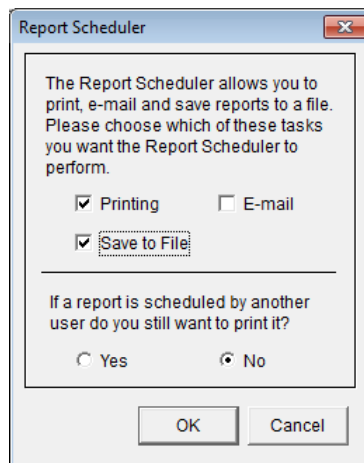 Report Scheduler
The Report Scheduler allows you to
print, e-mail and save reports to a file.
Please choose which of these tasks
you want the Report Scheduler to
perform.
Printing E-mail
Save to File
If a report is scheduled by another
user do you still want to print it?
Yes No
OK Cancel